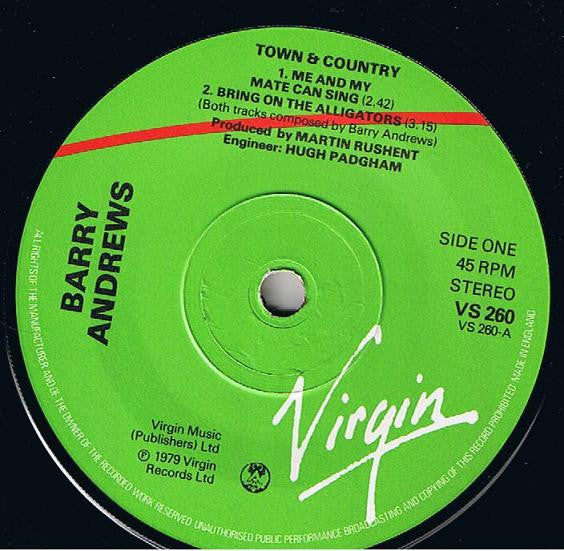 TOWN & COUNTRY
1. ME AND MY
MATE CAN SING (2.42)
2. BRING ON THE ALLIGATORS (3.15)
(Both tracks composed by Barry Andrews)
Produced by MARTIN RUSHENT
Engineer: HUGH PADGHAM
BARRY
ANDREWS
SIDE ONE
45 RPM
STEREO
VS 260
VS 260-A
Virgin
Virgin Music
(Publishers) Ltd
℗ 1979 Virgin
Records Ltd
ALL RIGHTS OF THE MANUFACTURER AND OF THE OWNER OF THE RECORDED WORK RESERVED UNAUTHORISED PUBLIC PERFORMANCE BROADCASTING AND COPYING OF THIS RECORD PROHIBITED MADE IN ENGLAND